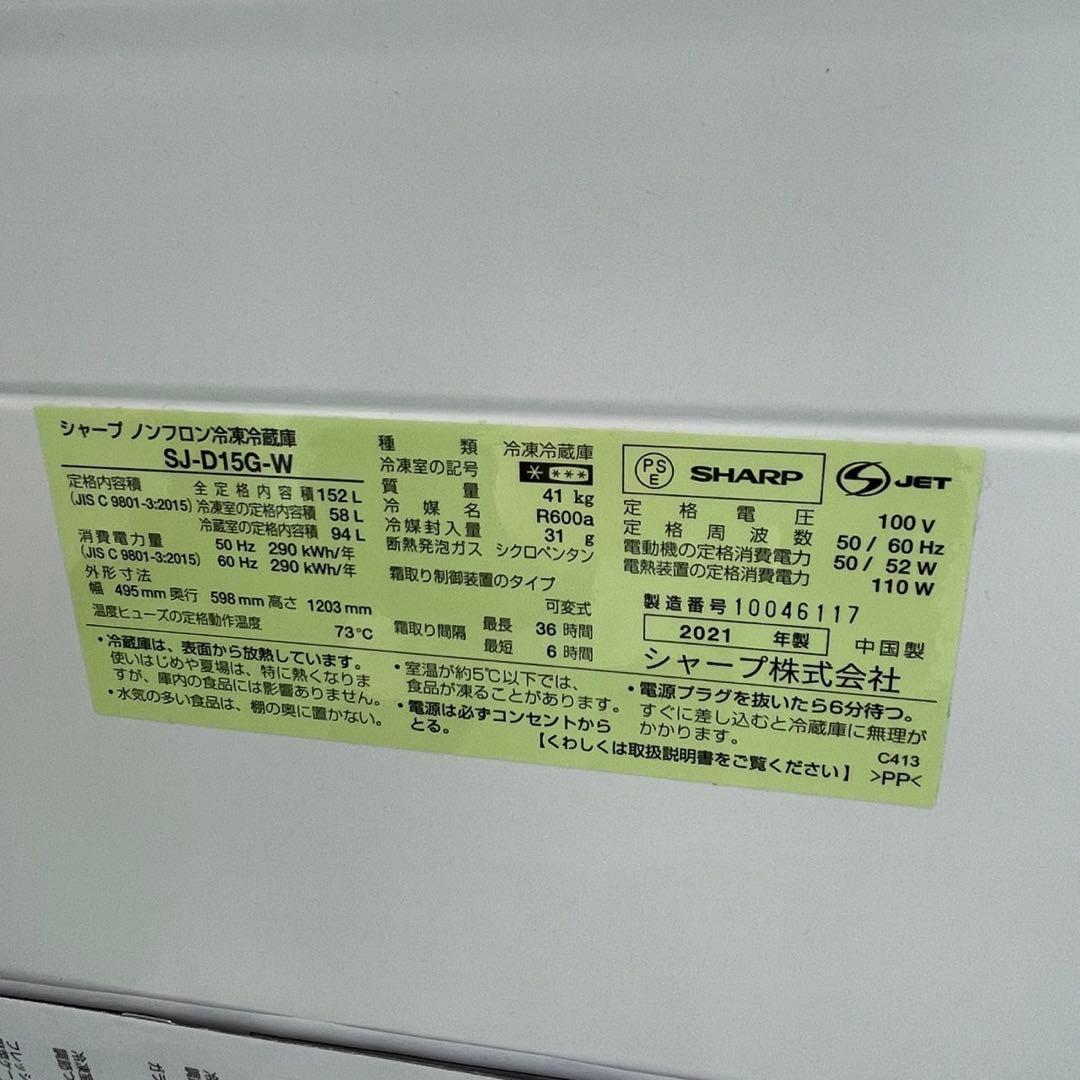 シャープ ノンフロン冷凍冷蔵庫
SJ-D15G-W
定格内容積 全定格内容積 152 L
(JIS C 9801-3:2015) 冷凍室の定格内容積 58 L
冷蔵室の定格内容積 94 L
消費電力量 50 Hz 290 kWh/年
(JIS C 9801-3:2015) 60 Hz 290 kWh/年
外形寸法
幅 495 mm 奥行 598 mm 高さ 1203 mm
温度ヒューズの定格動作温度 73℃
種類 冷凍冷蔵庫
冷凍室の記号 * ***
質量 41 kg
冷媒名 R600a
冷媒封入量 31 g
断熱発泡ガス シクロペンタン
霜取り制御装置のタイプ
可変式
霜取り間隔 最長 36 時間
最短 6 時間
PS E SHARP JET
定格電圧 100 V
定格周波数 50 / 60 Hz
電動機の定格消費電力 50 / 52 W
電熱装置の定格消費電力 110 W
製造番号 10046117
2021 年製 中国製
シャープ株式会社
・冷蔵庫は、表面から放熱しています。
使いはじめや夏場は、特に熱くなりま
すが、庫内の食品には影響ありません。
・水気の多い食品は、棚の奥に置かない。
・室温が約5℃以下では、
食品が凍ることがあります。
・電源は必ずコンセントから
とる。
・電源プラグを抜いたら6分待つ。
すぐに差し込むと冷蔵庫に無理が
かかります。
【くわしくは取扱説明書をご覧ください】
C413
>PP<